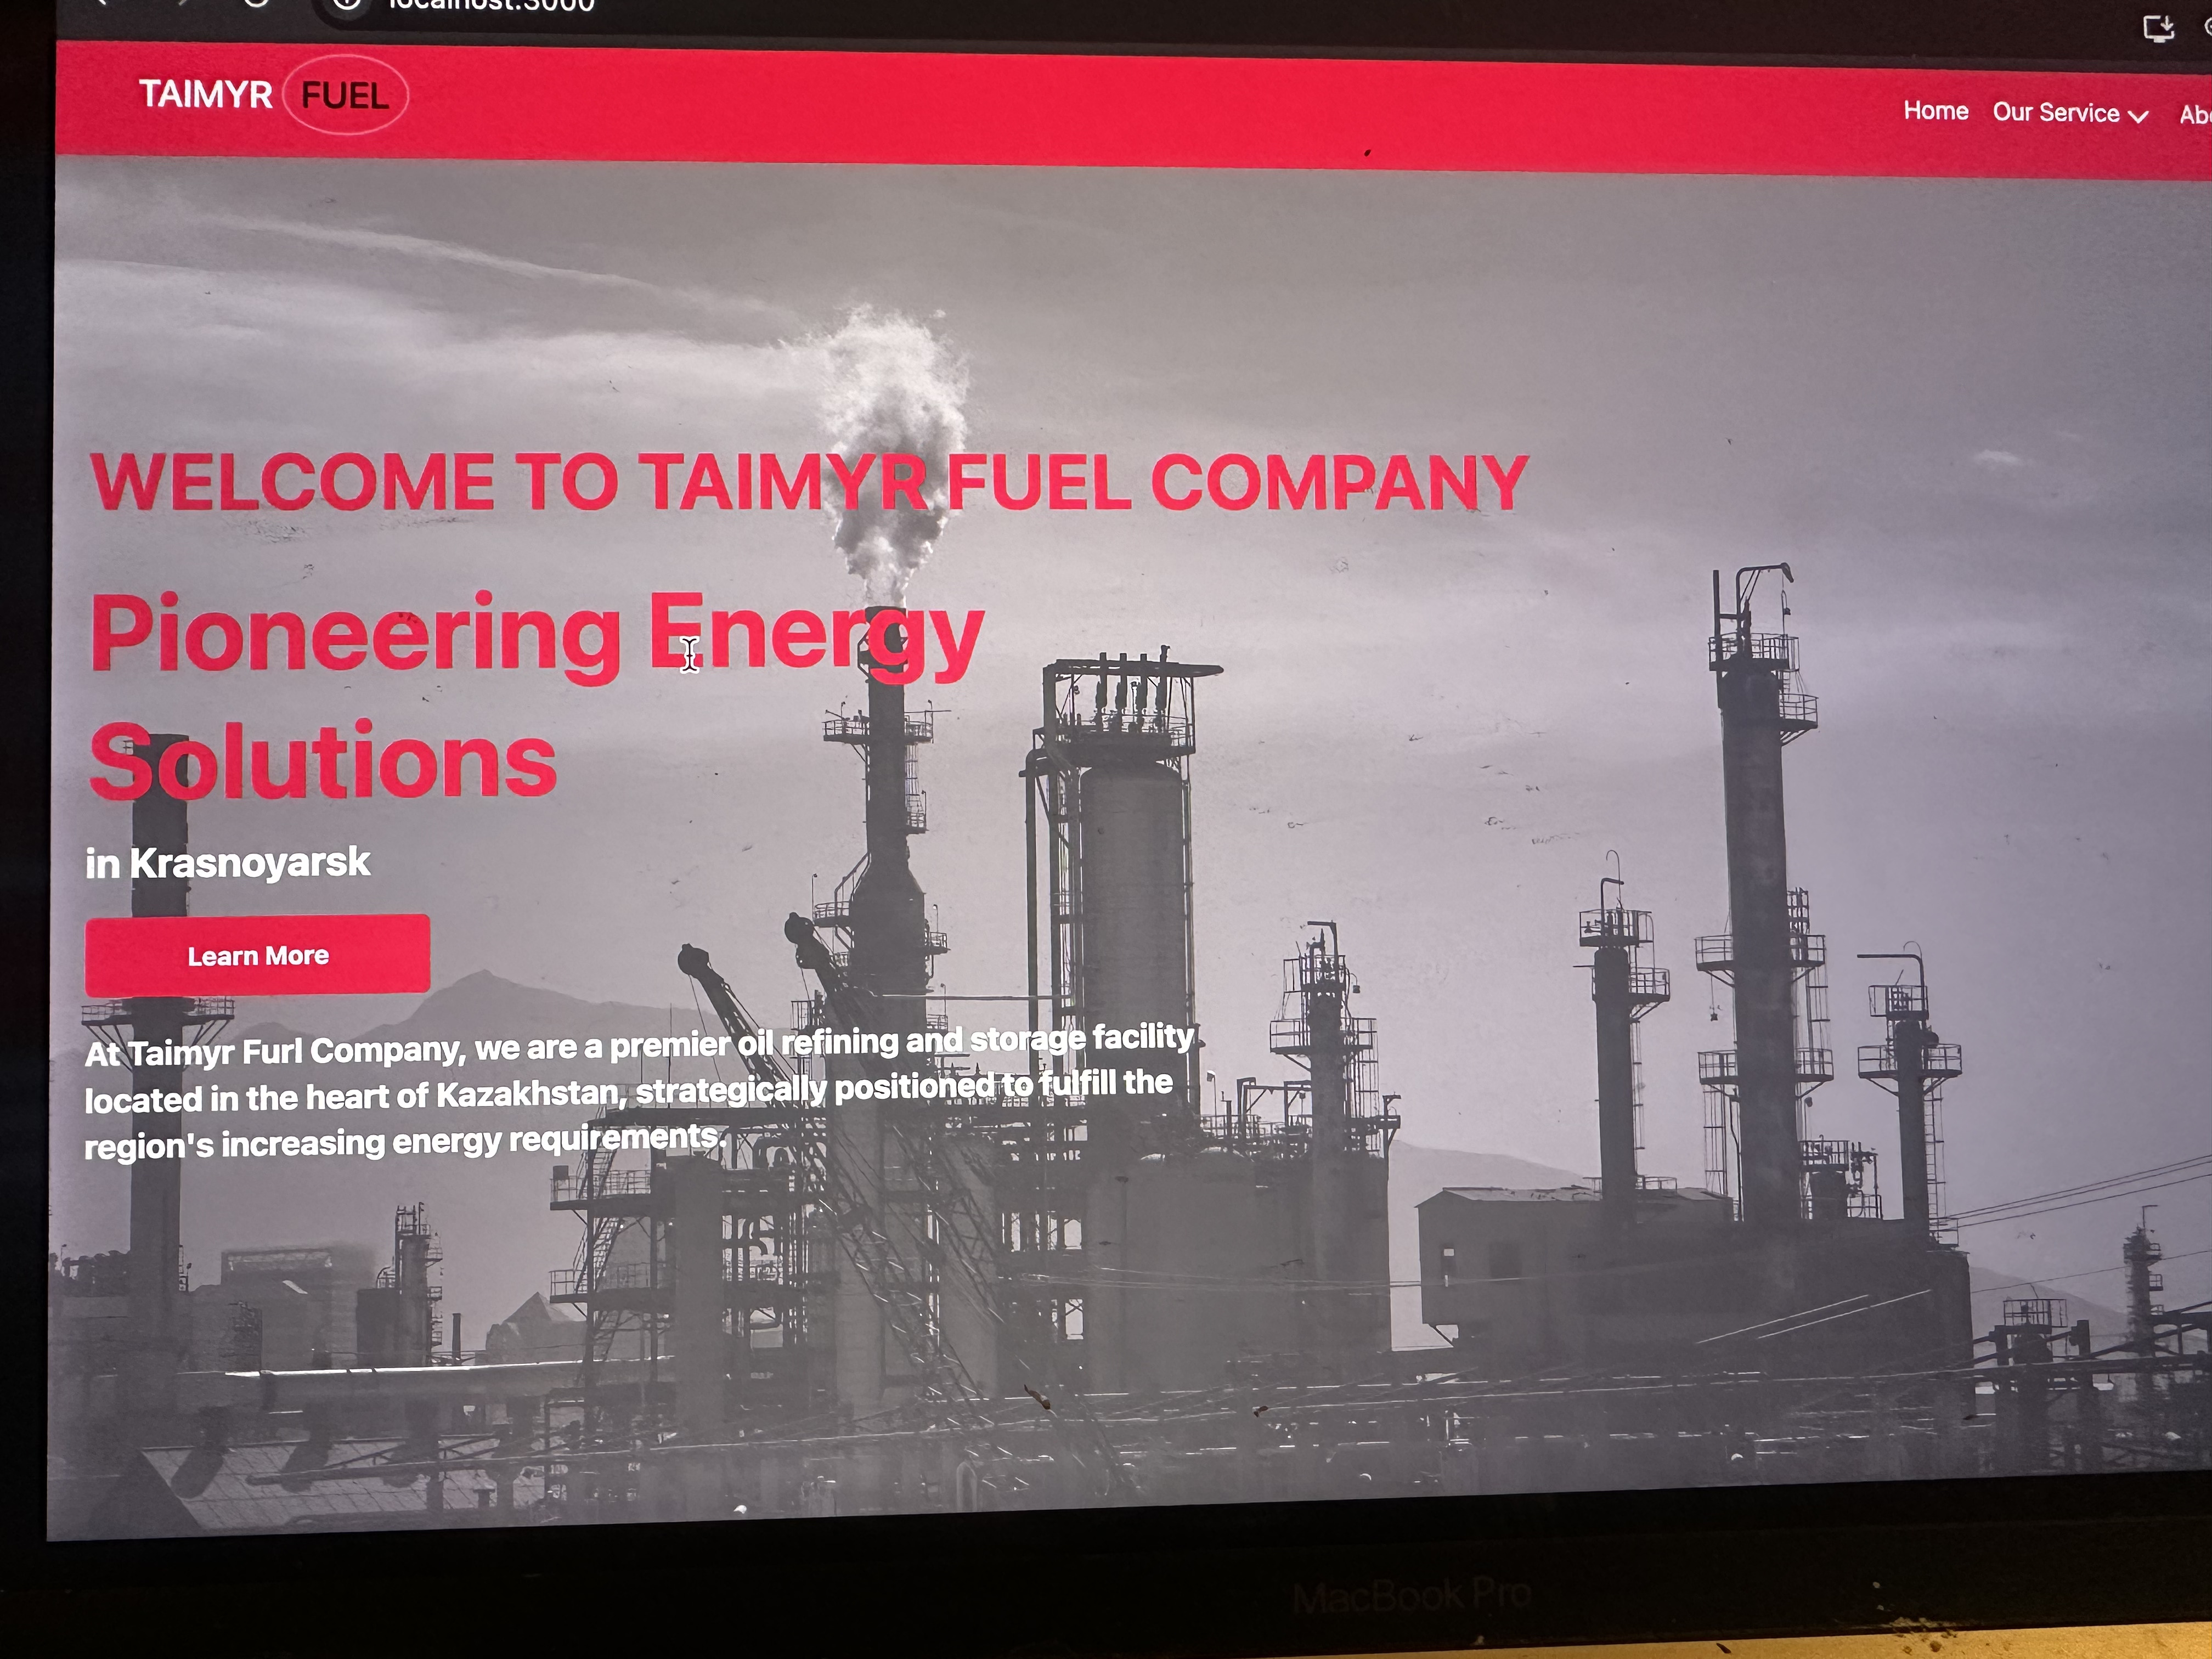 localhost:3000
TAIMYR FUEL
Home Our Service
WELCOME TO TAIMYR FUEL COMPANY
Pioneering Energy
Solutions
in Krasnoyarsk
Learn More
At Taimyr Furl Company, we are a premier oil refining and storage facility
located in the heart of Kazakhstan, strategically positioned to fulfill the
region's increasing energy requirements.
MacBook Pro